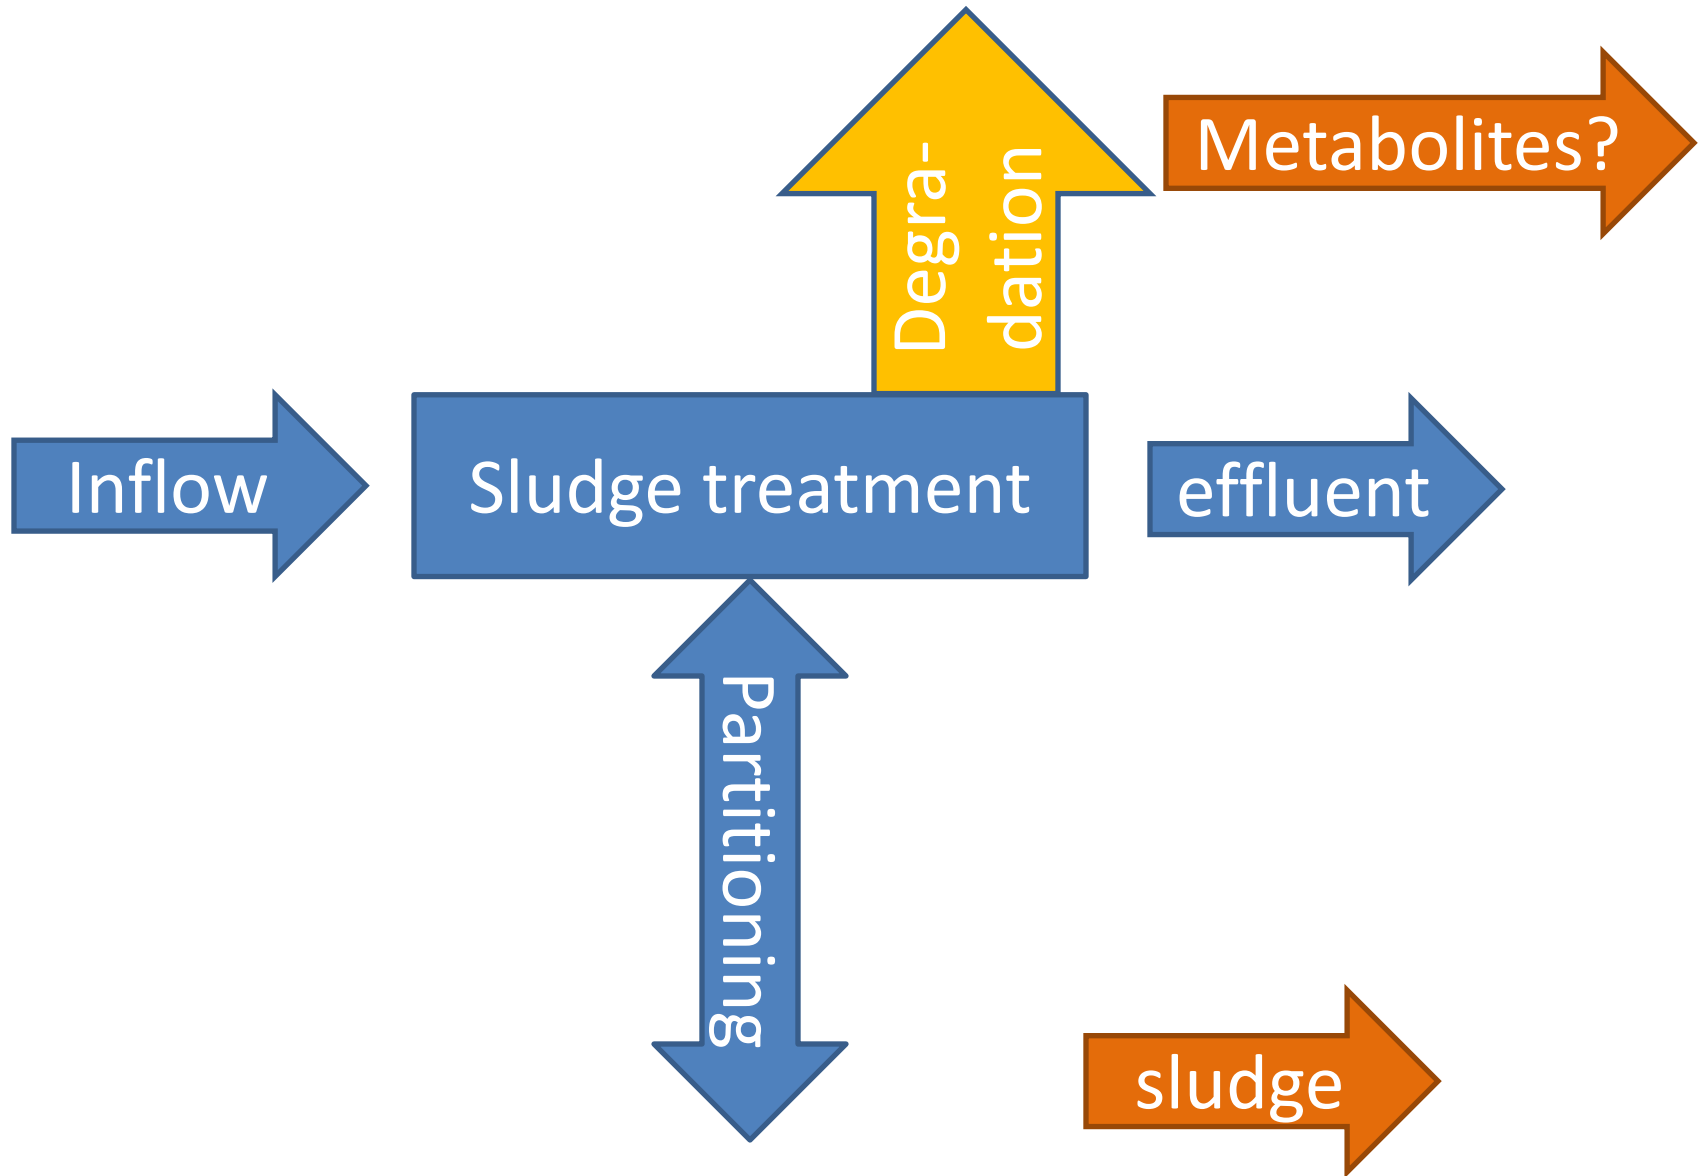 Degra-
dation
Metabolites?
Inflow
Sludge treatment
effluent
Partitioning
sludge